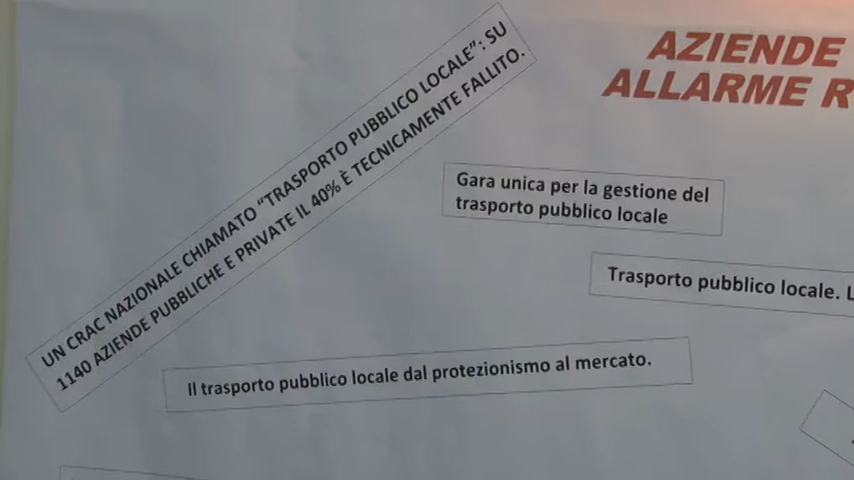 AZIENDE
ALLARME R
UN CRAC NAZIONALE CHIAMATO “TRASPORTO PUBBLICO LOCALE”: SU
1140 AZIENDE PUBBLICHE E PRIVATE IL 40% È TECNICAMENTE FALLITO.
Gara unica per la gestione del
trasporto pubblico locale
Trasporto pubblico locale. L
Il trasporto pubblico locale dal protezionismo al mercato.